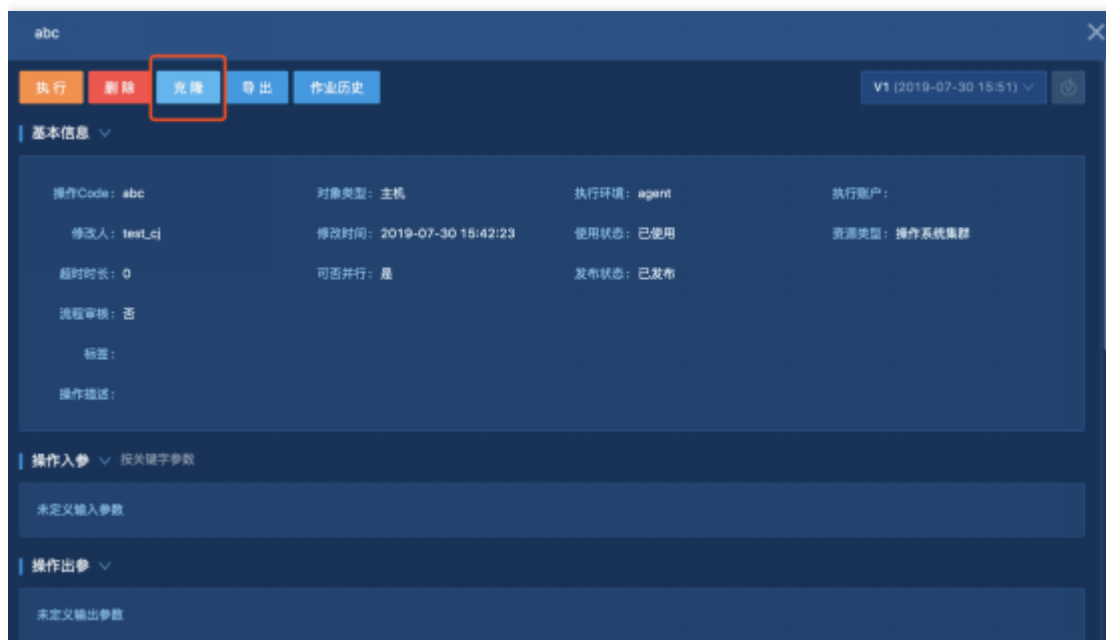 abc
执行 删除 克隆 导出 作业历史 V1 (2019-07-30 15:51)
基本信息
操作Code: abc 对象类型: 主机 执行环境: agent 执行账户:
修改人: test_cj 修改时间: 2019-07-30 15:42:23 使用状态: 已使用 资源类型: 操作系统集群
超时时长: 0 可否并行: 是 发布状态: 已发布
流程审核: 否
标签:
操作描述:
操作入参 按关键字参数
未定义输入参数
操作出参
未定义输出参数